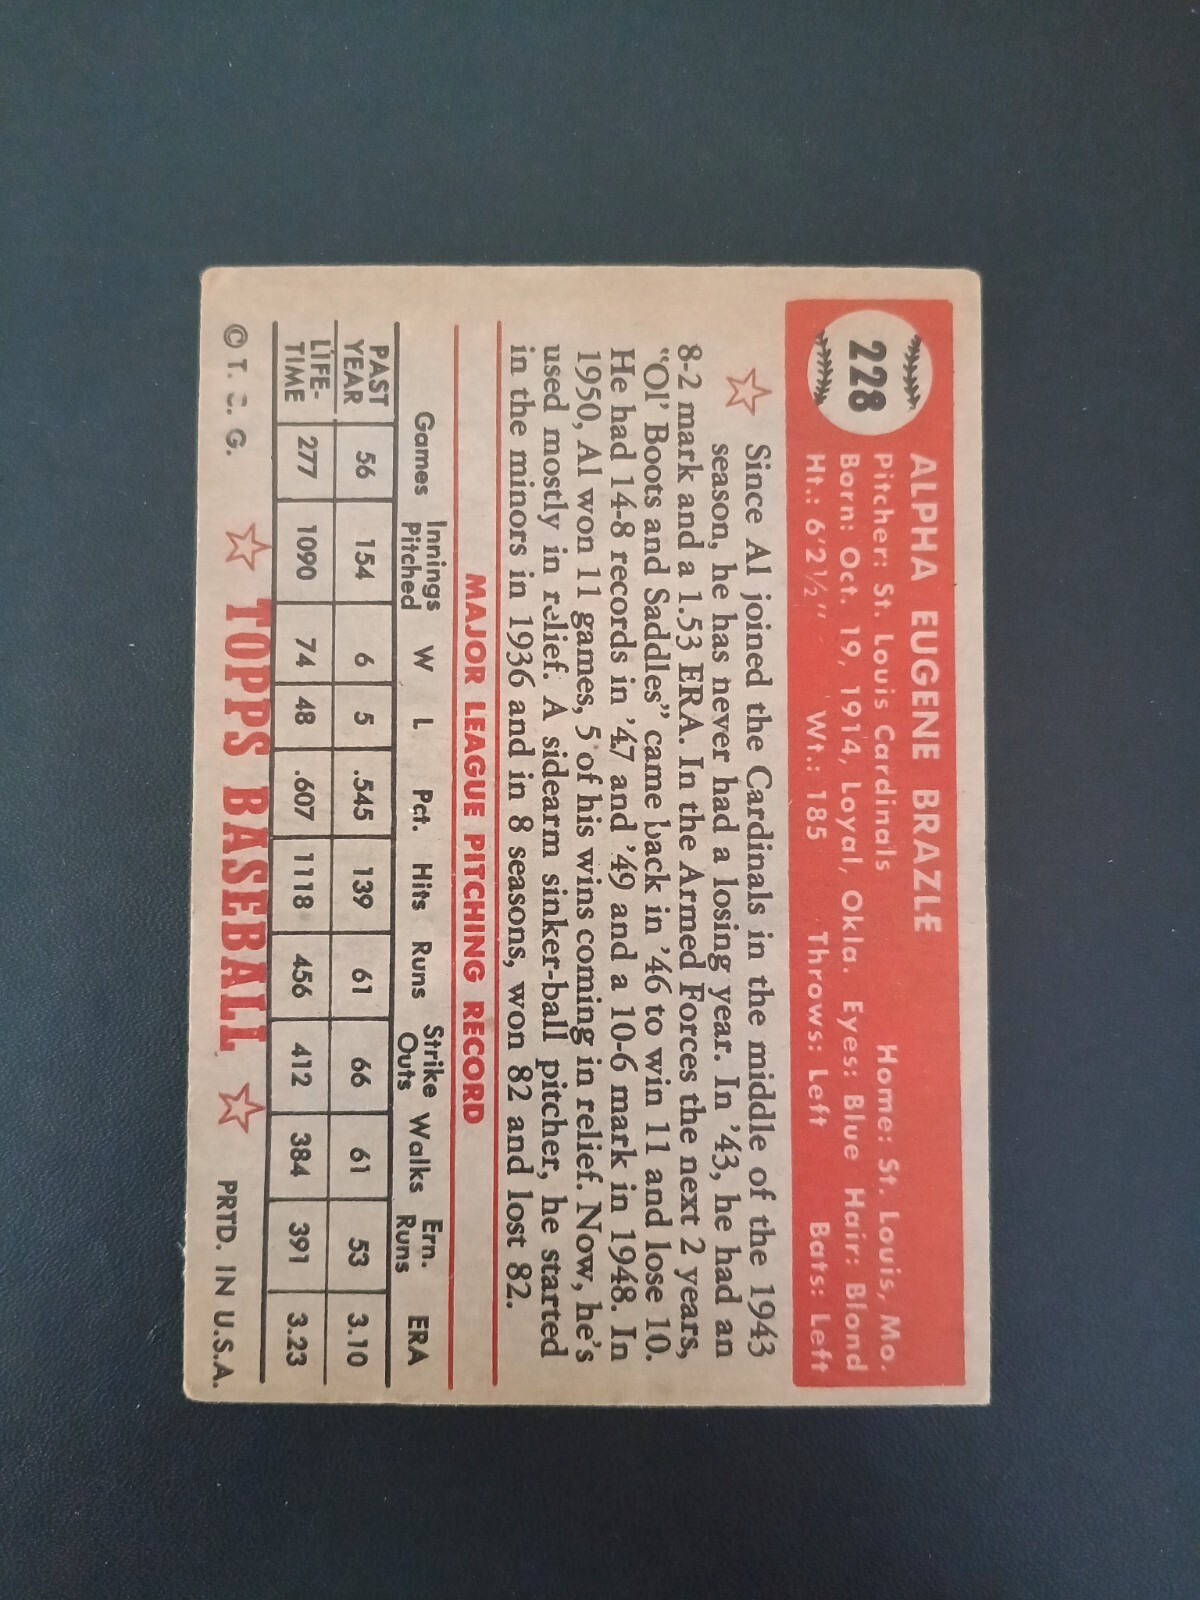 228
ALPHA EUGENE BRAZLE
Pitcher: St. Louis Cardinals Home: St. Louis, Mo.
Born: Oct. 19, 1914, Loyal, Okla. Eyes: Blue Hair: Blond
Ht.: 6'2½" Wt.: 185 Throws: Left Bats: Left
Since Al joined the Cardinals in the middle of the 1943
season, he has never had a losing year. In '43, he had an
8-2 mark and a 1.53 ERA. In the Armed Forces the next 2 years,
"Ol' Boots and Saddles" came back in '46 to win 11 and lose 10.
He had 14-8 records in '47 and '49 and a 10-6 mark in 1948. In
1950, Al won 11 games, 5 of his wins coming in relief. Now, he's
used mostly in relief. A sidearm sinker-ball pitcher, he started
in the minors in 1936 and in 8 seasons, won 82 and lost 82.
MAJOR LEAGUE PITCHING RECORD
Games Innings Pitched W L Pct. Hits Runs Strike Outs Walks Ern. Runs ERA
PAST YEAR 56 154 6 5 .545 139 61 66 61 53 3.10
LIFE-TIME 277 1090 74 48 .607 1118 456 412 384 391 3.23
© T. C. G. TOPPS BASEBALL PRTD. IN U.S.A.